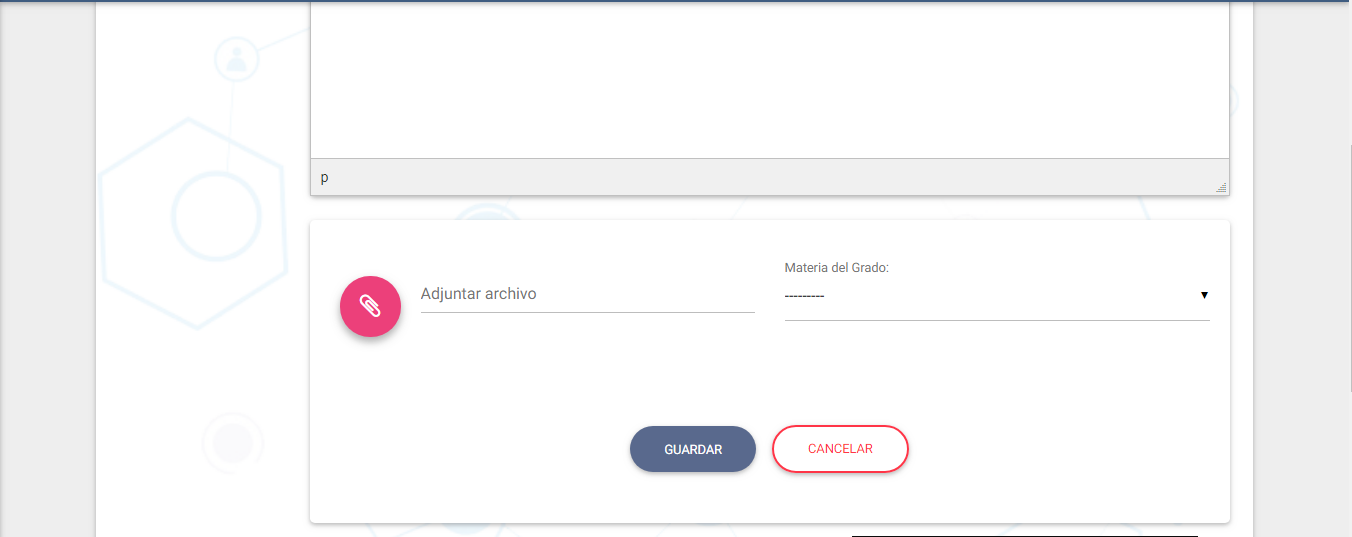 p
Materia del Grado:
Adjuntar archivo
---------
GUARDAR
CANCELAR